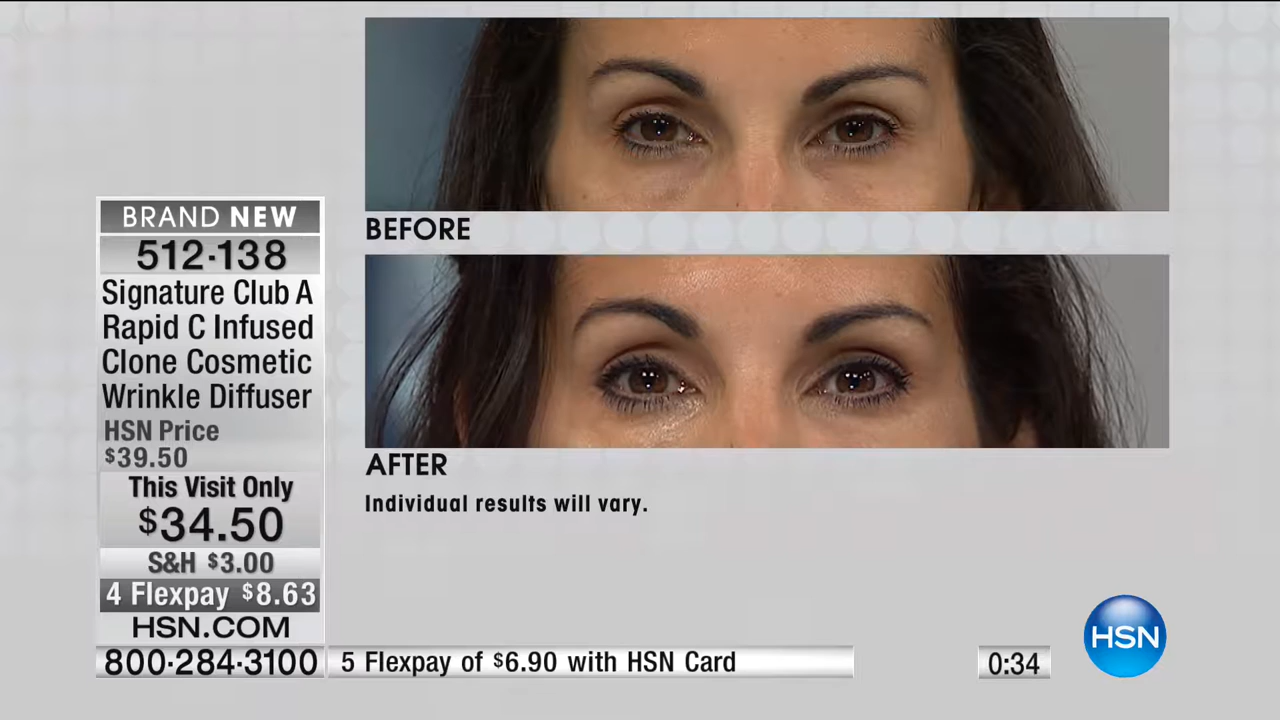 BRAND NEW
512·138
Signature Club A
Rapid C Infused
Clone Cosmetic
Wrinkle Diffuser
HSN Price
$39.50
This Visit Only
$34.50
S&H $3.00
4 Flexpay $8.63
HSN.COM
800·284·3100
BEFORE
AFTER
Individual results will vary.
5 Flexpay of $6.90 with HSN Card
0:34
HSN